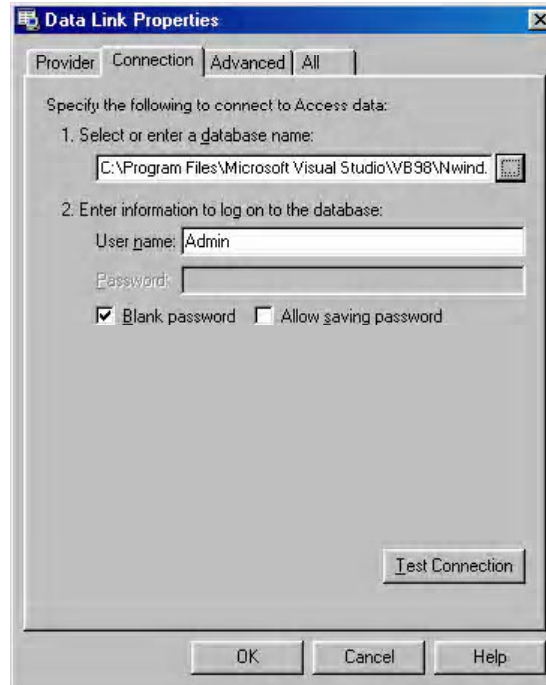 Data Link Properties
Provider Connection Advanced All
Specify the following to connect to Access data:
1. Select or enter a database name:
C:\Program Files\Microsoft Visual Studio\VB98\Nwind. ...
2. Enter information to log on to the database:
User name: Admin
Password:
Blank password Allow saving password
Test Connection
OK Cancel Help